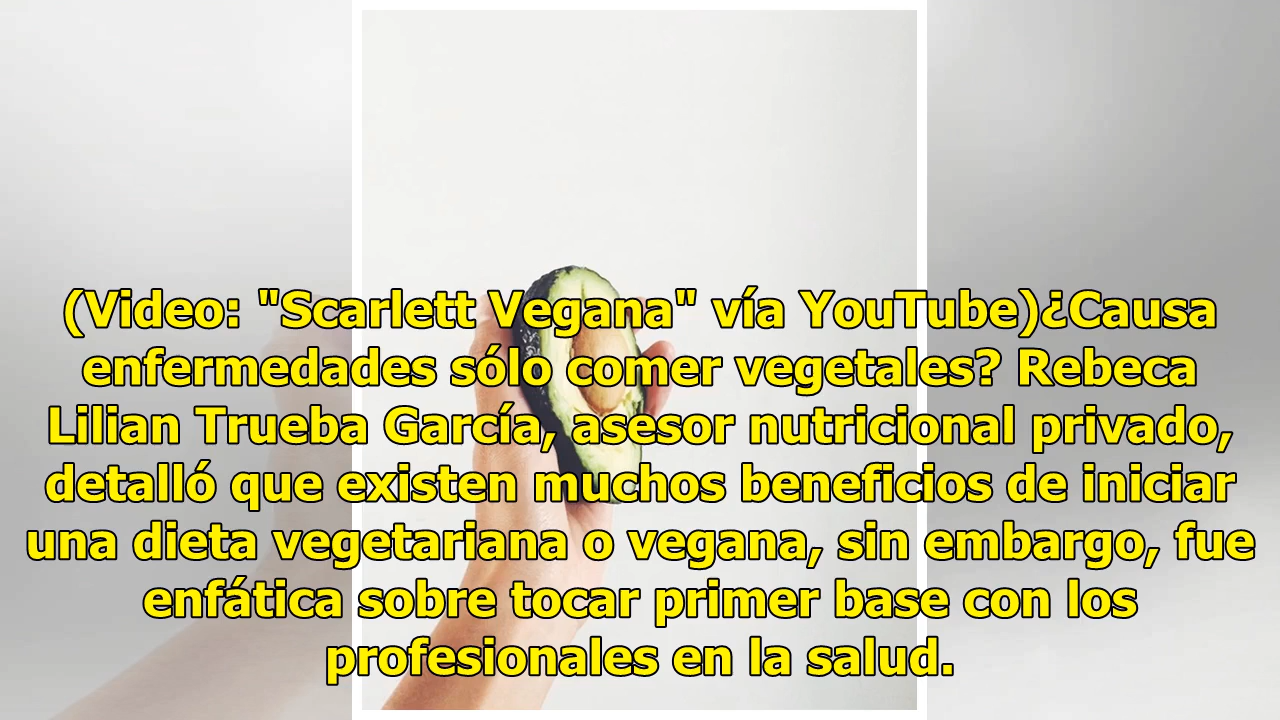 (Video: "Scarlett Vegana" vía YouTube)¿Causa
enfermedades sólo comer vegetales? Rebeca
Lilian Trueba García, asesor nutricional privado,
detalló que existen muchos beneficios de iniciar
una dieta vegetariana o vegana, sin embargo, fue
enfática sobre tocar primer base con los
profesionales en la salud.